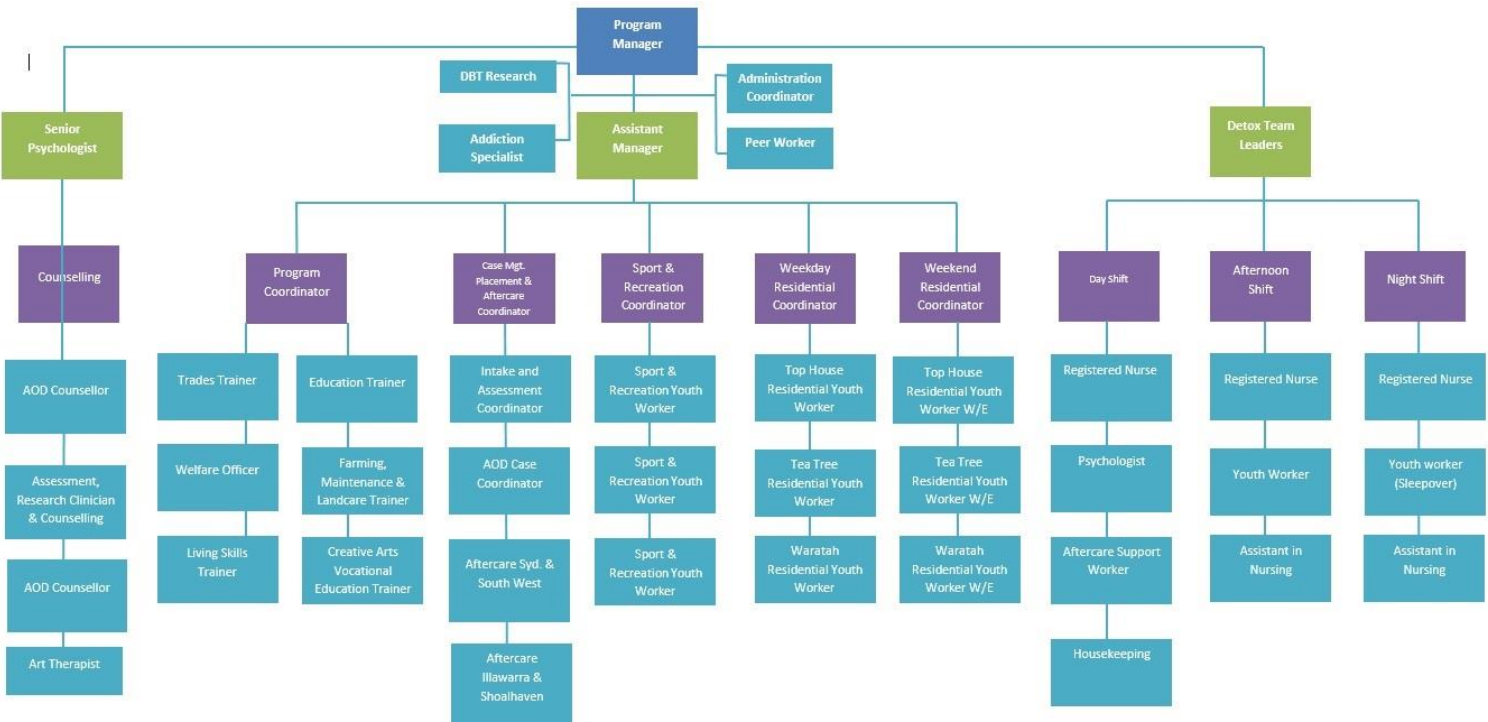 Program
Manager
DBT Research
Administration
Coordinator
Senior
Psychologist
Addiction
Specialist
Assistant
Manager
Peer Worker
Detox Team
Leaders
Counselling
Program
Coordinator
Case Mgt.
Placement &
Aftercare
Coordinator
Sport &
Recreation
Coordinator
Weekday
Residential
Coordinator
Weekend
Residential
Coordinator
Day Shift
Afternoon
Shift
Night Shift
AOD Counsellor
Trades Trainer
Education Trainer
Intake and
Assessment
Coordinator
Sport &
Recreation Youth
Worker
Top House
Residential Youth
Worker
Top House
Residential Youth
Worker W/E
Registered Nurse
Registered Nurse
Registered Nurse
Assessment,
Research Clinician
& Counselling
Welfare Officer
Farming,
Maintenance &
Landcare Trainer
AOD Case
Coordinator
Sport &
Recreation Youth
Worker
Tea Tree
Residential Youth
Worker
Tea Tree
Residential Youth
Worker W/E
Psychologist
Youth Worker
Youth worker
(Sleepover)
AOD Counsellor
Living Skills
Trainer
Creative Arts
Vocational
Education Trainer
Aftercare Syd. &
South West
Sport &
Recreation Youth
Worker
Waratah
Residential Youth
Worker
Waratah
Residential Youth
Worker W/E
Aftercare Support
Worker
Assistant in
Nursing
Assistant in
Nursing
Art Therapist
Aftercare
Illawarra &
Shoalhaven
Housekeeping